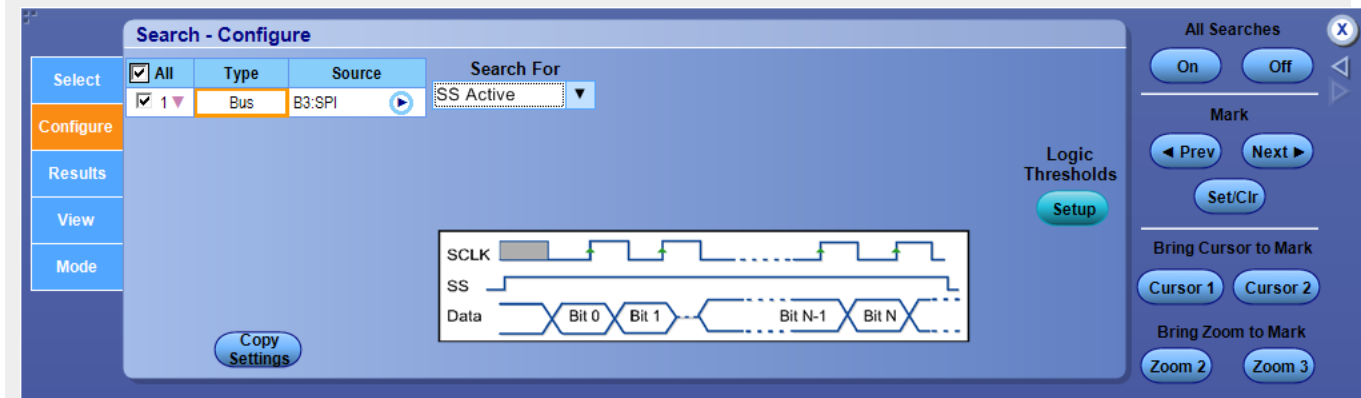 Search - Configure
Select
Configure
Results
View
Mode
All Type Source
1 Bus B3:SPI
Search For
SS Active
Logic
Thresholds
Setup
SCLK
SS
Data Bit 0 Bit 1 Bit N-1 Bit N
Copy
Settings
All Searches
X
On Off
Mark
Prev Next
Set/Clr
Bring Cursor to Mark
Cursor 1 Cursor 2
Bring Zoom to Mark
Zoom 2 Zoom 3